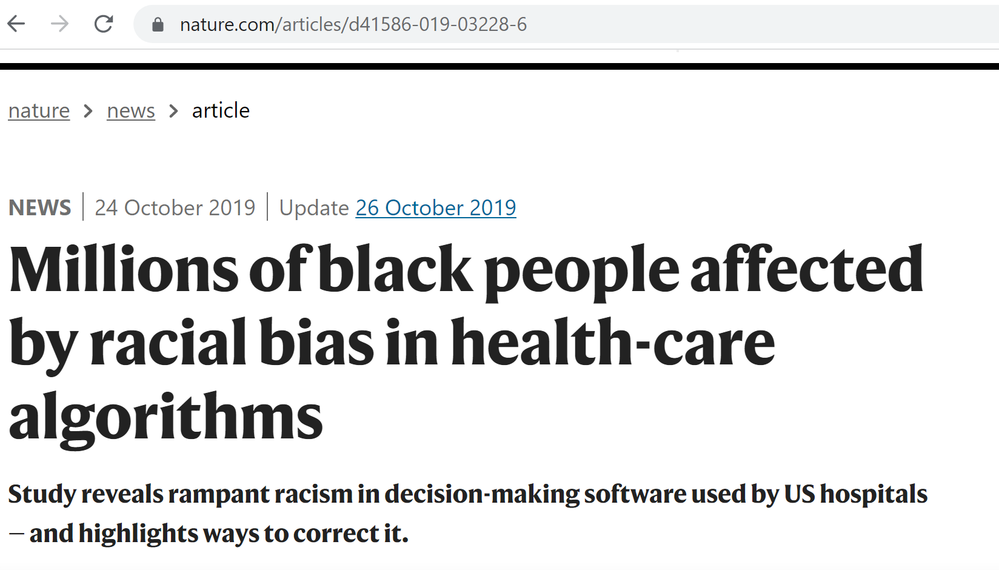 nature.com/articles/d41586-019-03228-6
nature > news > article
NEWS | 24 October 2019 | Update 26 October 2019
Millions of black people affected
by racial bias in health-care
algorithms
Study reveals rampant racism in decision-making software used by US hospitals
– and highlights ways to correct it.